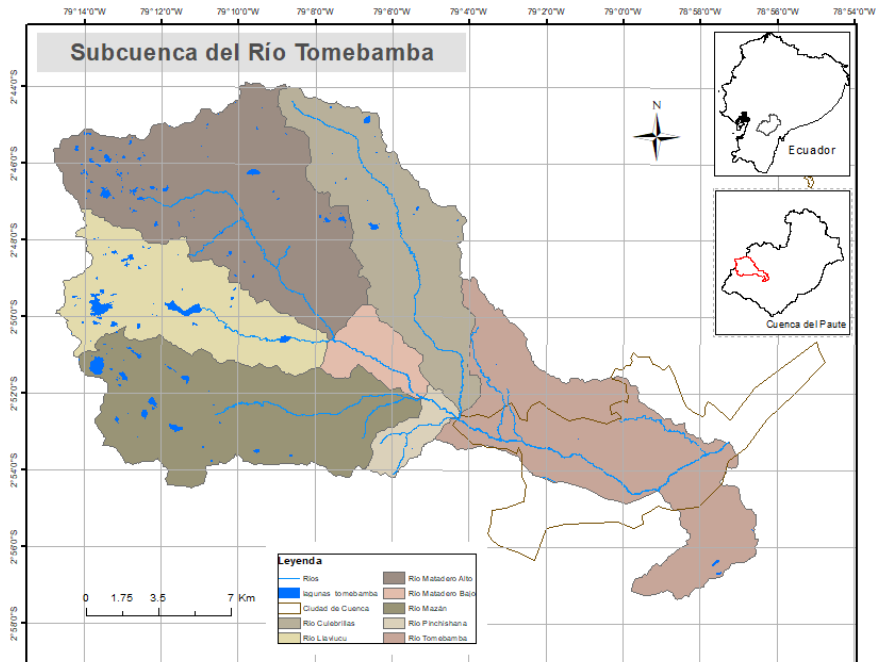 79°14'0"W 79°12'0"W 79°10'0"W 79°8'0"W 79°6'0"W 79°4'0"W 79°2'0"W 79°0'0"W 78°58'0"W 78°56'0"W 78°54'0"W
Subcuenca del Río Tomebamba
2°44'0"S
2°46'0"S
2°48'0"S
2°50'0"S
2°52'0"S
2°54'0"S
2°56'0"S
2°58'0"S
N
Ecuador
Cuenca del Paute
0 1.75 3.5 7 Km
Leyenda
Ríos
lagunas tomebamba
Ciudad de Cuenca
Río Culebrillas
Río Llaviucu
Río Matadero Alto
Río Matadero Bajo
Río Mazán
Río Pinchishana
Río Tomebamba